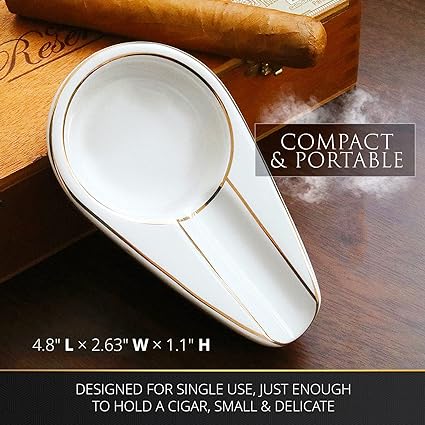 Reser
COMPACT
& PORTABLE
4.8" L × 2.63" W × 1.1" H
DESIGNED FOR SINGLE USE, JUST ENOUGH
TO HOLD A CIGAR, SMALL & DELICATE